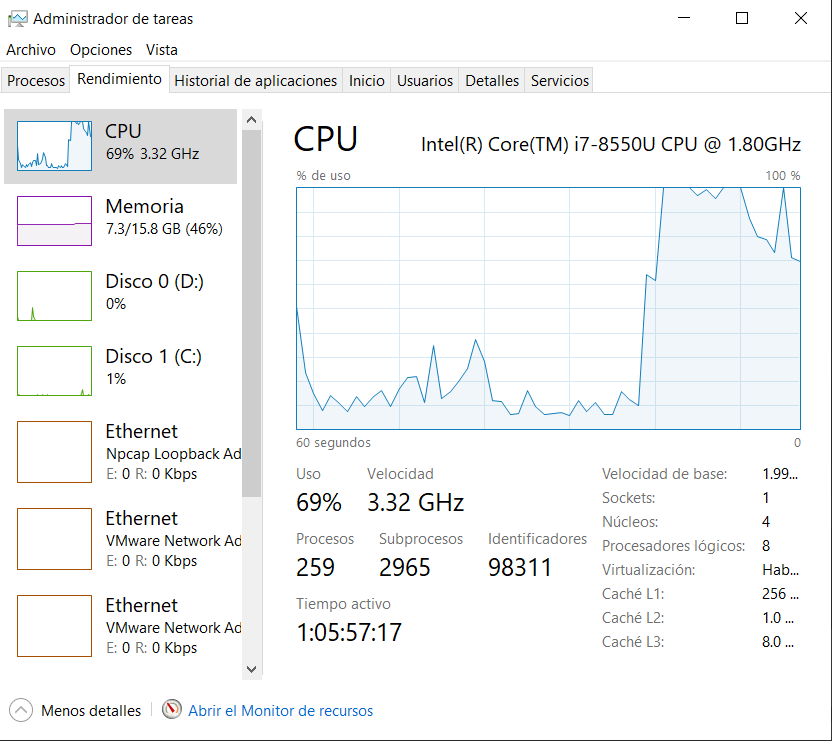 Administrador de tareas
Archivo Opciones Vista
Procesos Rendimiento Historial de aplicaciones Inicio Usuarios Detalles Servicios
CPU
69% 3.32 GHz
Memoria
7.3/15.8 GB (46%)
Disco 0 (D:)
0%
Disco 1 (C:)
1%
Ethernet
Npcap Loopback Ad
E: 0 R: 0 Kbps
Ethernet
VMware Network Ad
E: 0 R: 0 Kbps
Ethernet
VMware Network Ad
E: 0 R: 0 Kbps
CPU Intel(R) Core(TM) i7-8550U CPU @ 1.80GHz
% de uso 100 %
60 segundos 0
Uso Velocidad
69% 3.32 GHz
Procesos Subprocesos Identificadores
259 2965 98311
Tiempo activo
1:05:57:17
Velocidad de base: 1.99...
Sockets: 1
Núcleos: 4
Procesadores lógicos: 8
Virtualización: Hab...
Caché L1: 256 ...
Caché L2: 1.0 ...
Caché L3: 8.0 ...
Menos detalles Abrir el Monitor de recursos